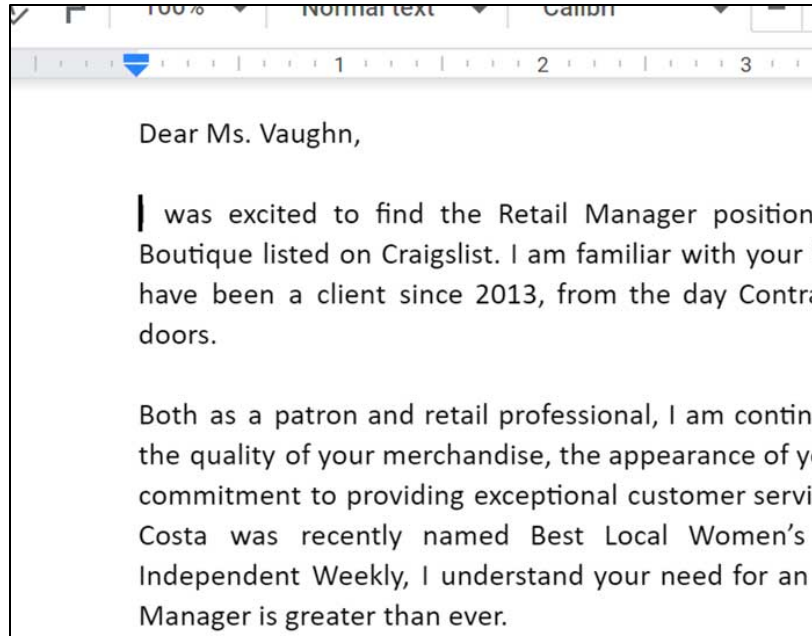 100% Normal text Calibri
1 2 3
Dear Ms. Vaughn,
I was excited to find the Retail Manager position
Boutique listed on Craigslist. I am familiar with your
have been a client since 2013, from the day Contra
doors.
Both as a patron and retail professional, I am contin
the quality of your merchandise, the appearance of y
commitment to providing exceptional customer servi
Costa was recently named Best Local Women’s
Independent Weekly, I understand your need for an
Manager is greater than ever.